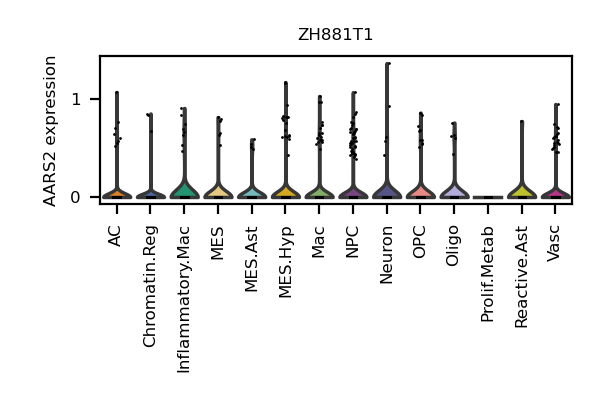 ZH881T1
AARS2 expression
1
0
AC
Chromatin.Reg
Inflammatory.Mac
MES
MES.Ast
MES.Hyp
Mac
NPC
Neuron
OPC
Oligo
Prolif.Metab
Reactive.Ast
Vasc